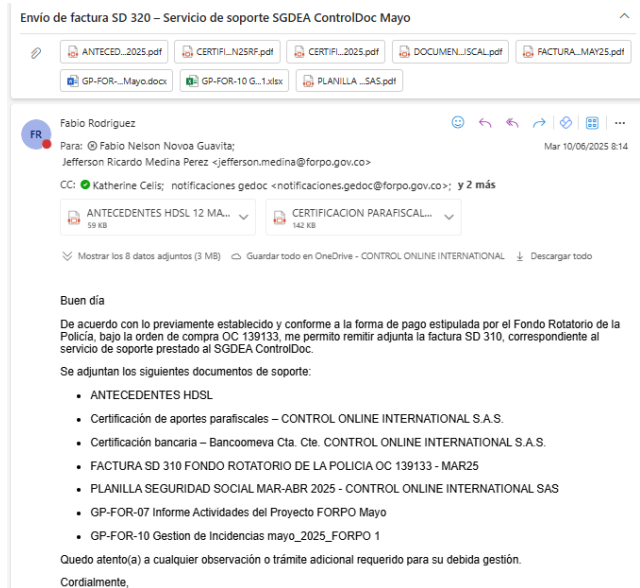 Envío de factura SD 320 – Servicio de soporte SGDEA ControlDoc Mayo
ANTECED...2025.pdf
CERTIFI...N25RF.pdf
CERTIFI...2025.pdf
DOCUMEN...ISCAL.pdf
FACTURA...MAY25.pdf
GP-FOR-...Mayo.docx
GP-FOR-10 G...1.xlsx
PLANILLA ...SAS.pdf
FR
Fabio Rodriguez
Para: Fabio Nelson Novoa Guavita;
Mar 10/06/2025 8:14
Jefferson Ricardo Medina Perez <jefferson.medina@forpo.gov.co>
CC: Katherine Celis; notificaciones gedoc <notificaciones.gedoc@forpo.gov.co>; y 2 más
ANTECEDENTES HDSL 12 MA...
59 KB
CERTIFICACION PARAFISCAL...
142 KB
Mostrar los 8 datos adjuntos (3 MB) Guardar todo en OneDrive - CONTROL ONLINE INTERNATIONAL Descargar todo
Buen día
De acuerdo con lo previamente establecido y conforme a la forma de pago estipulada por el Fondo Rotatorio de la
Policía, bajo la orden de compra OC 139133, me permito remitir adjunta la factura SD 310, correspondiente al
servicio de soporte prestado al SGDEA ControlDoc.
Se adjuntan los siguientes documentos de soporte:
• ANTECEDENTES HDSL
• Certificación de aportes parafiscales – CONTROL ONLINE INTERNATIONAL S.A.S.
• Certificación bancaria – Bancoomeva Cta. Cte. CONTROL ONLINE INTERNATIONAL S.A.S.
• FACTURA SD 310 FONDO ROTATORIO DE LA POLICIA OC 139133 - MAR25
• PLANILLA SEGURIDAD SOCIAL MAR-ABR 2025 - CONTROL ONLINE INTERNATIONAL SAS
• GP-FOR-07 Informe Actividades del Proyecto FORPO Mayo
• GP-FOR-10 Gestion de Incidencias mayo_2025_FORPO 1
Quedo atento(a) a cualquier observación o trámite adicional requerido para su debida gestión.
Cordialmente,